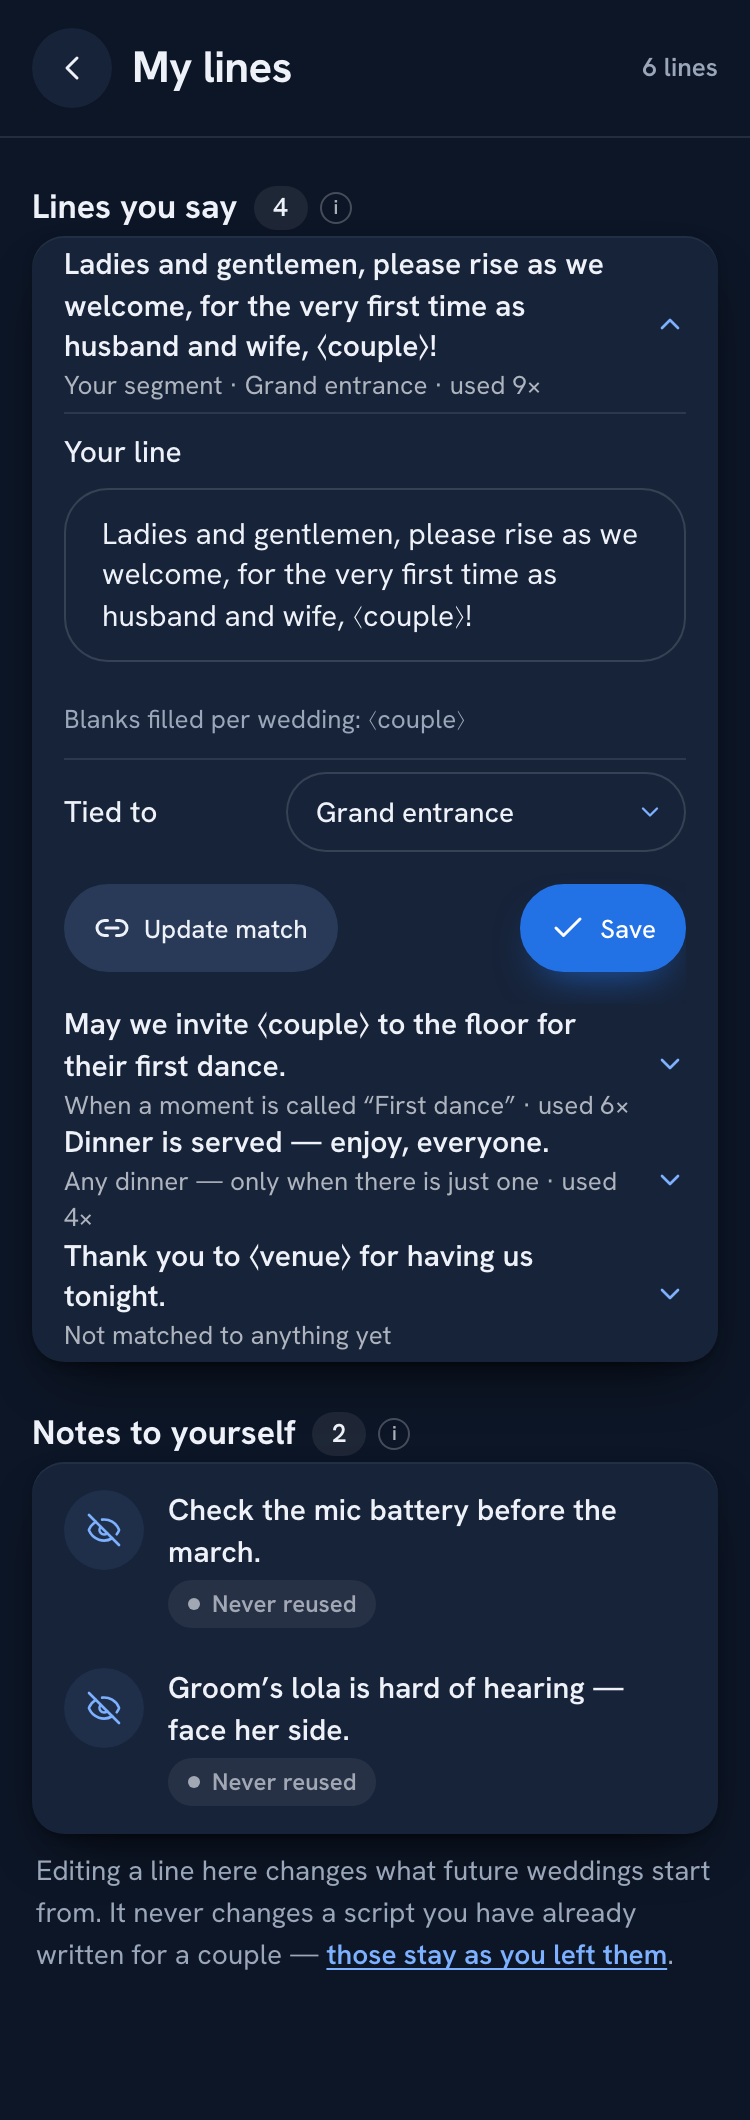 My lines
6 lines
Lines you say 4 i
Ladies and gentlemen, please rise as we
welcome, for the very first time as
husband and wife, 〈couple〉!
Your segment · Grand entrance · used 9×
Your line
Ladies and gentlemen, please rise as we
welcome, for the very first time as
husband and wife, 〈couple〉!
Blanks filled per wedding: 〈couple〉
Tied to
Grand entrance
Update match
Save
May we invite 〈couple〉 to the floor for
their first dance.
When a moment is called “First dance” · used 6×
Dinner is served — enjoy, everyone.
Any dinner — only when there is just one · used
4×
Thank you to 〈venue〉 for having us
tonight.
Not matched to anything yet
Notes to yourself 2 i
Check the mic battery before the
march.
Never reused
Groom’s lola is hard of hearing —
face her side.
Never reused
Editing a line here changes what future weddings start
from. It never changes a script you have already
written for a couple — those stay as you left them.